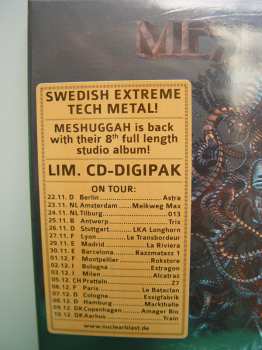 SWEDISH EXTREME
TECH METAL!
MESHUGGAH is back
with their 8th full length
studio album!
LIM. CD-DIGIPAK
ON TOUR:
22.11. D Berlin Astra
23.11. NL Amsterdam Melkweg Max
24.11. NL Tilburg 013
25.11. B Antwerp Trix
26.11. D Stuttgart LKA Longhorn
27.11. F Lyon Le Transbordeur
29.11. E Madrid La Riviera
30.11. E Barcelona Razzmatazz 1
01.12. F Montpellier Rokstore
02.12. I Bologna Estragon
03.12. I Milan Alcatraz
05.12. CH Pratteln Z7
06.12. F Paris Le Bataclan
07.12. D Cologne Essigfabrik
08.12. D Hamburg Markthalle
09.12. DK Copenhagen Amager Bio
10.12. DK Aarhus Train
www.nuclearblast.de